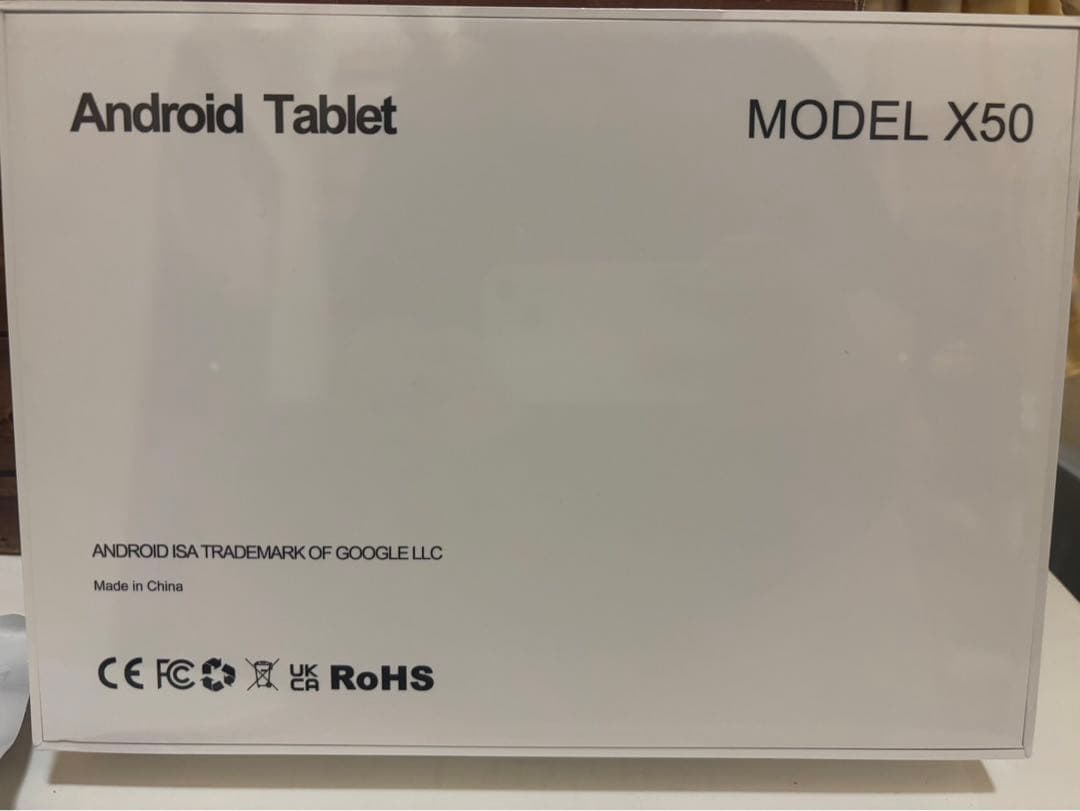 Android Tablet
MODEL X50
ANDROID ISA TRADEMARK OF GOOGLE LLC
Made in China
CE FC UK CA RoHS